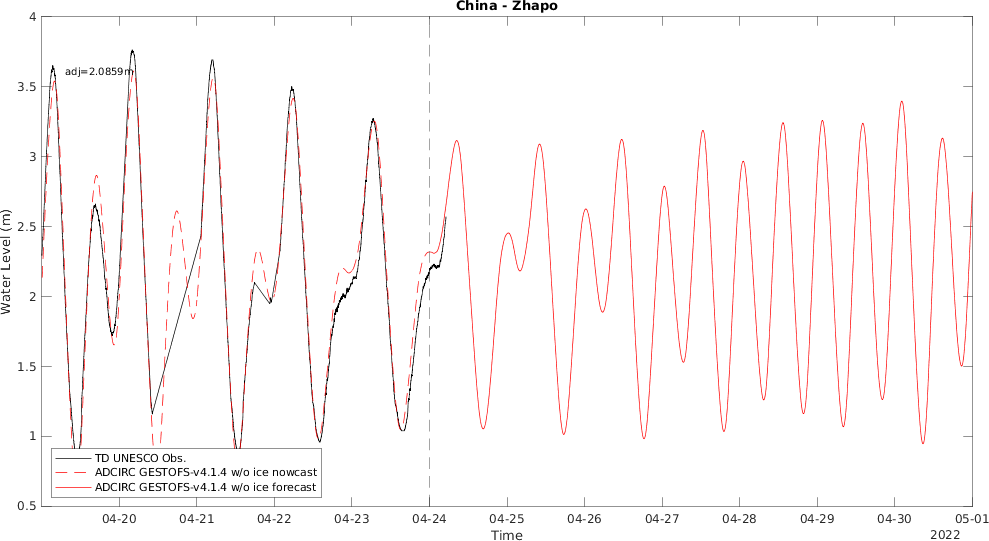 China - Zhapo
adj=2.0859m
Water Level (m)
4
3.5
3
2.5
2
1.5
1
0.5
TD UNESCO Obs.
ADCIRC GESTOFS-v4.1.4 w/o ice nowcast
ADCIRC GESTOFS-v4.1.4 w/o ice forecast
04-20 04-21 04-22 04-23 04-24 04-25 04-26 04-27 04-28 04-29 04-30 05-01
Time
2022